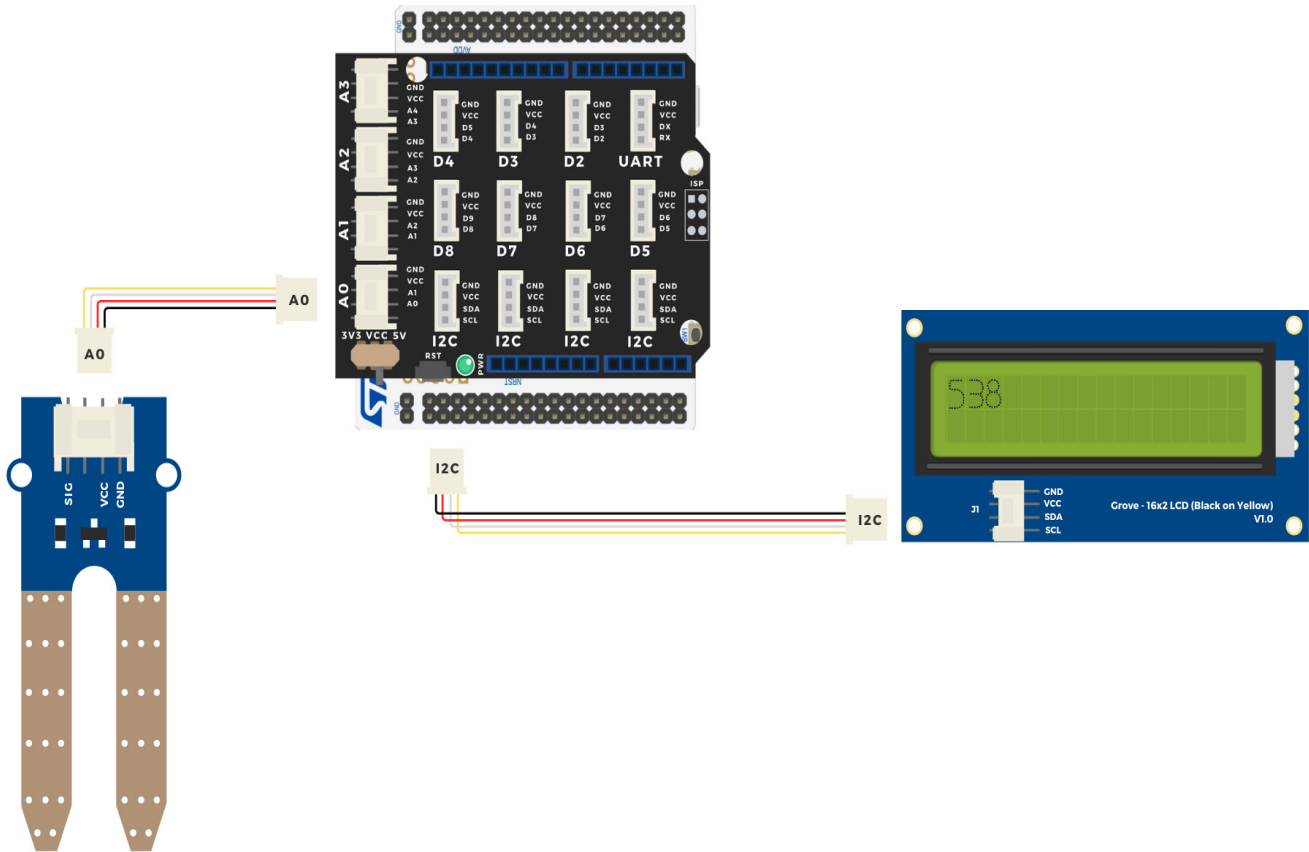 GND
AVDD
A3
GND
VCC
A4
A3
GND
VCC
D5
D4
D4
GND
VCC
D4
D3
D3
GND
VCC
D3
D2
D2
GND
VCC
DX
RX
UART
A2
GND
VCC
A3
A2
ISP
A1
GND
VCC
A2
A1
GND
VCC
D9
D8
D8
GND
VCC
D8
D7
D7
GND
VCC
D7
D6
D6
GND
VCC
D6
D5
D5
A0
GND
VCC
A1
A0
GND
VCC
SDA
SCL
I2C
GND
VCC
SDA
SCL
I2C
GND
VCC
SDA
SCL
I2C
GND
VCC
SDA
SCL
I2C
3V3 VCC 5V
RST
PWR
NRST
GND
A0
A0
SIG
VCC
GND
I2C
I2C
538
J1
GND
VCC
SDA
SCL
Grove - 16x2 LCD (Black on Yellow)
V1.0